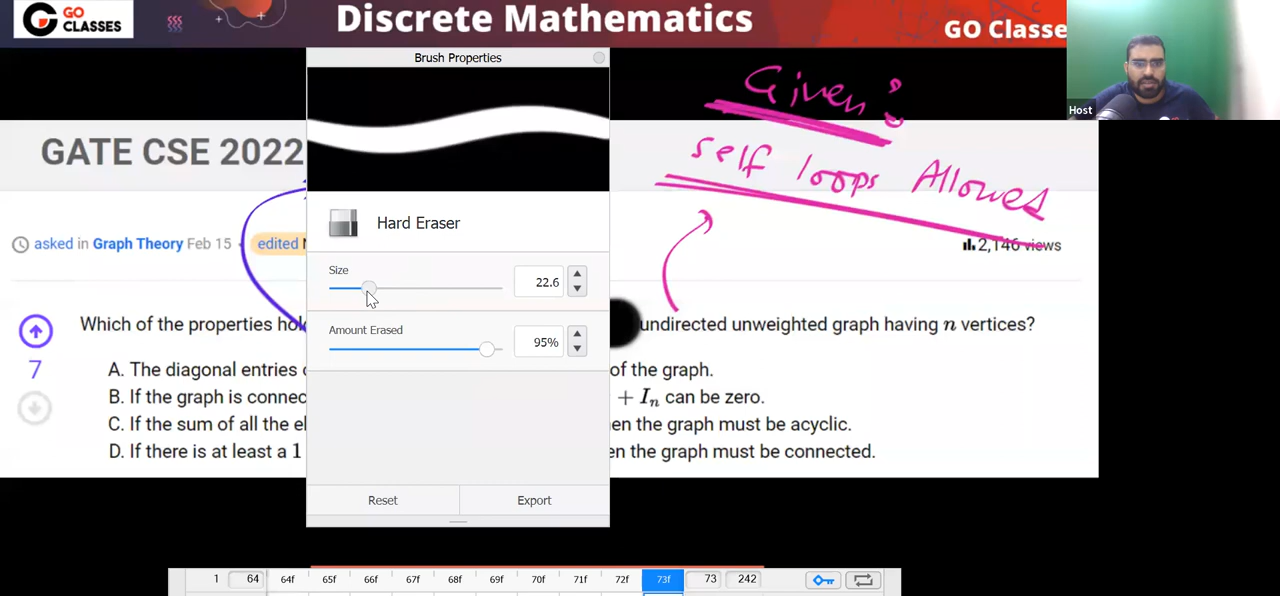 GO
CLASSES
Discrete Mathematics
GO Classe
Host
Brush Properties
Given:
GATE CSE 2022
self loops Allowed
Hard Eraser
asked in Graph Theory Feb 15
edited
2,146 views
Size
22.6
Which of the properties
undirected unweighted graph having n vertices?
Amount Erased
95%
7
A. The diagonal entries
of the graph.
B. If the graph is
+ Iₙ can be zero.
C. If the sum of all the
the graph must be acyclic.
D. If there is at least a 1
the graph must be connected.
Reset
Export
1 64 64f 65f 66f 67f 68f 69f 70f 71f 72f 73f 73 242